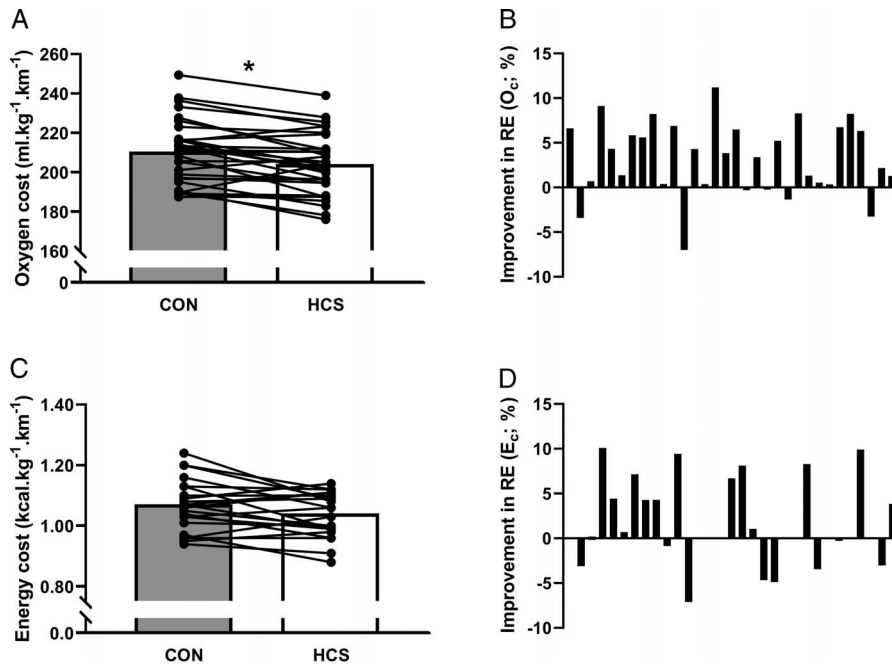 A
Oxygen cost (ml.kg-1.km-1)
260
240
220
200
180
160
0
*
CON
HCS
B
Improvement in RE (Oc; %)
15
10
5
0
-5
-10
C
Energy cost (kcal.kg-1.km-1)
1.40
1.20
1.00
0.80
0.0
CON
HCS
D
Improvement in RE (Ec; %)
15
10
5
0
-5
-10